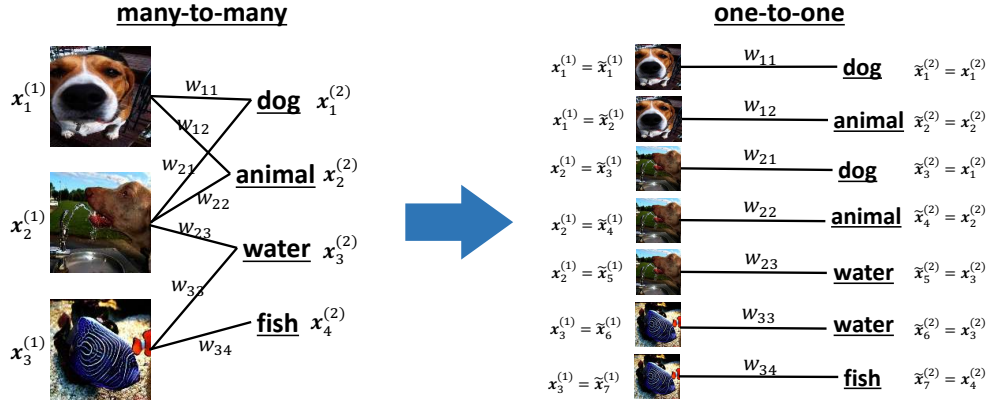 many-to-many
x₁⁽¹⁾
w₁₁
dog x₁⁽²⁾
w₁₂
w₂₁
animal x₂⁽²⁾
w₂₂
x₂⁽¹⁾
w₂₃
water x₃⁽²⁾
w₃₃
fish x₄⁽²⁾
w₃₄
x₃⁽¹⁾
one-to-one
x₁⁽¹⁾ = x̃₁⁽¹⁾ w₁₁ dog x̃₁⁽²⁾ = x₁⁽²⁾
x₁⁽¹⁾ = x̃₂⁽¹⁾ w₁₂ animal x̃₂⁽²⁾ = x₂⁽²⁾
x₂⁽¹⁾ = x̃₃⁽¹⁾ w₂₁ dog x̃₃⁽²⁾ = x₁⁽²⁾
x₂⁽¹⁾ = x̃₄⁽¹⁾ w₂₂ animal x̃₄⁽²⁾ = x₂⁽²⁾
x₂⁽¹⁾ = x̃₅⁽¹⁾ w₂₃ water x̃₅⁽²⁾ = x₃⁽²⁾
x₃⁽¹⁾ = x̃₆⁽¹⁾ w₃₃ water x̃₆⁽²⁾ = x₃⁽²⁾
x₃⁽¹⁾ = x̃₇⁽¹⁾ w₃₄ fish x̃₇⁽²⁾ = x₄⁽²⁾